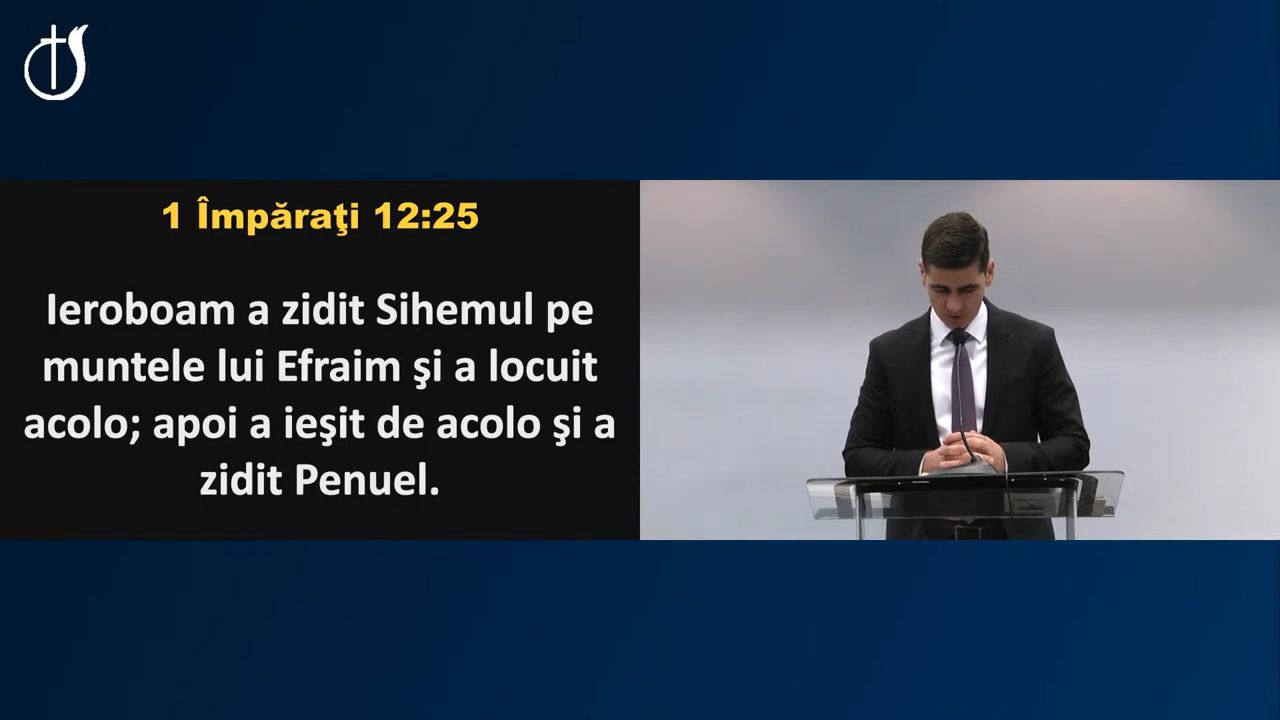 1 Împăraţi 12:25
Ieroboam a zidit Sihemul pe
muntele lui Efraim şi a locuit
acolo; apoi a ieşit de acolo şi a
zidit Penuel.